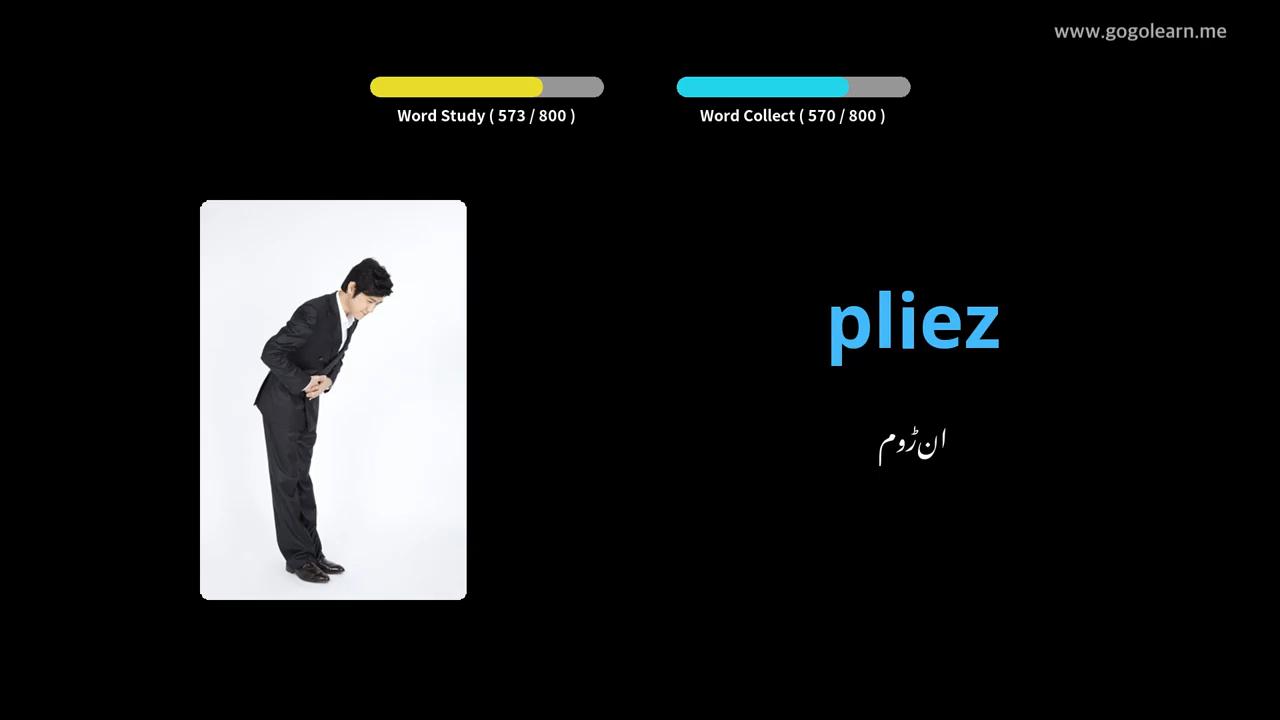 www.gogolearn.me
Word Study ( 573 / 800 )
Word Collect ( 570 / 800 )
pliez
ان ڑوم